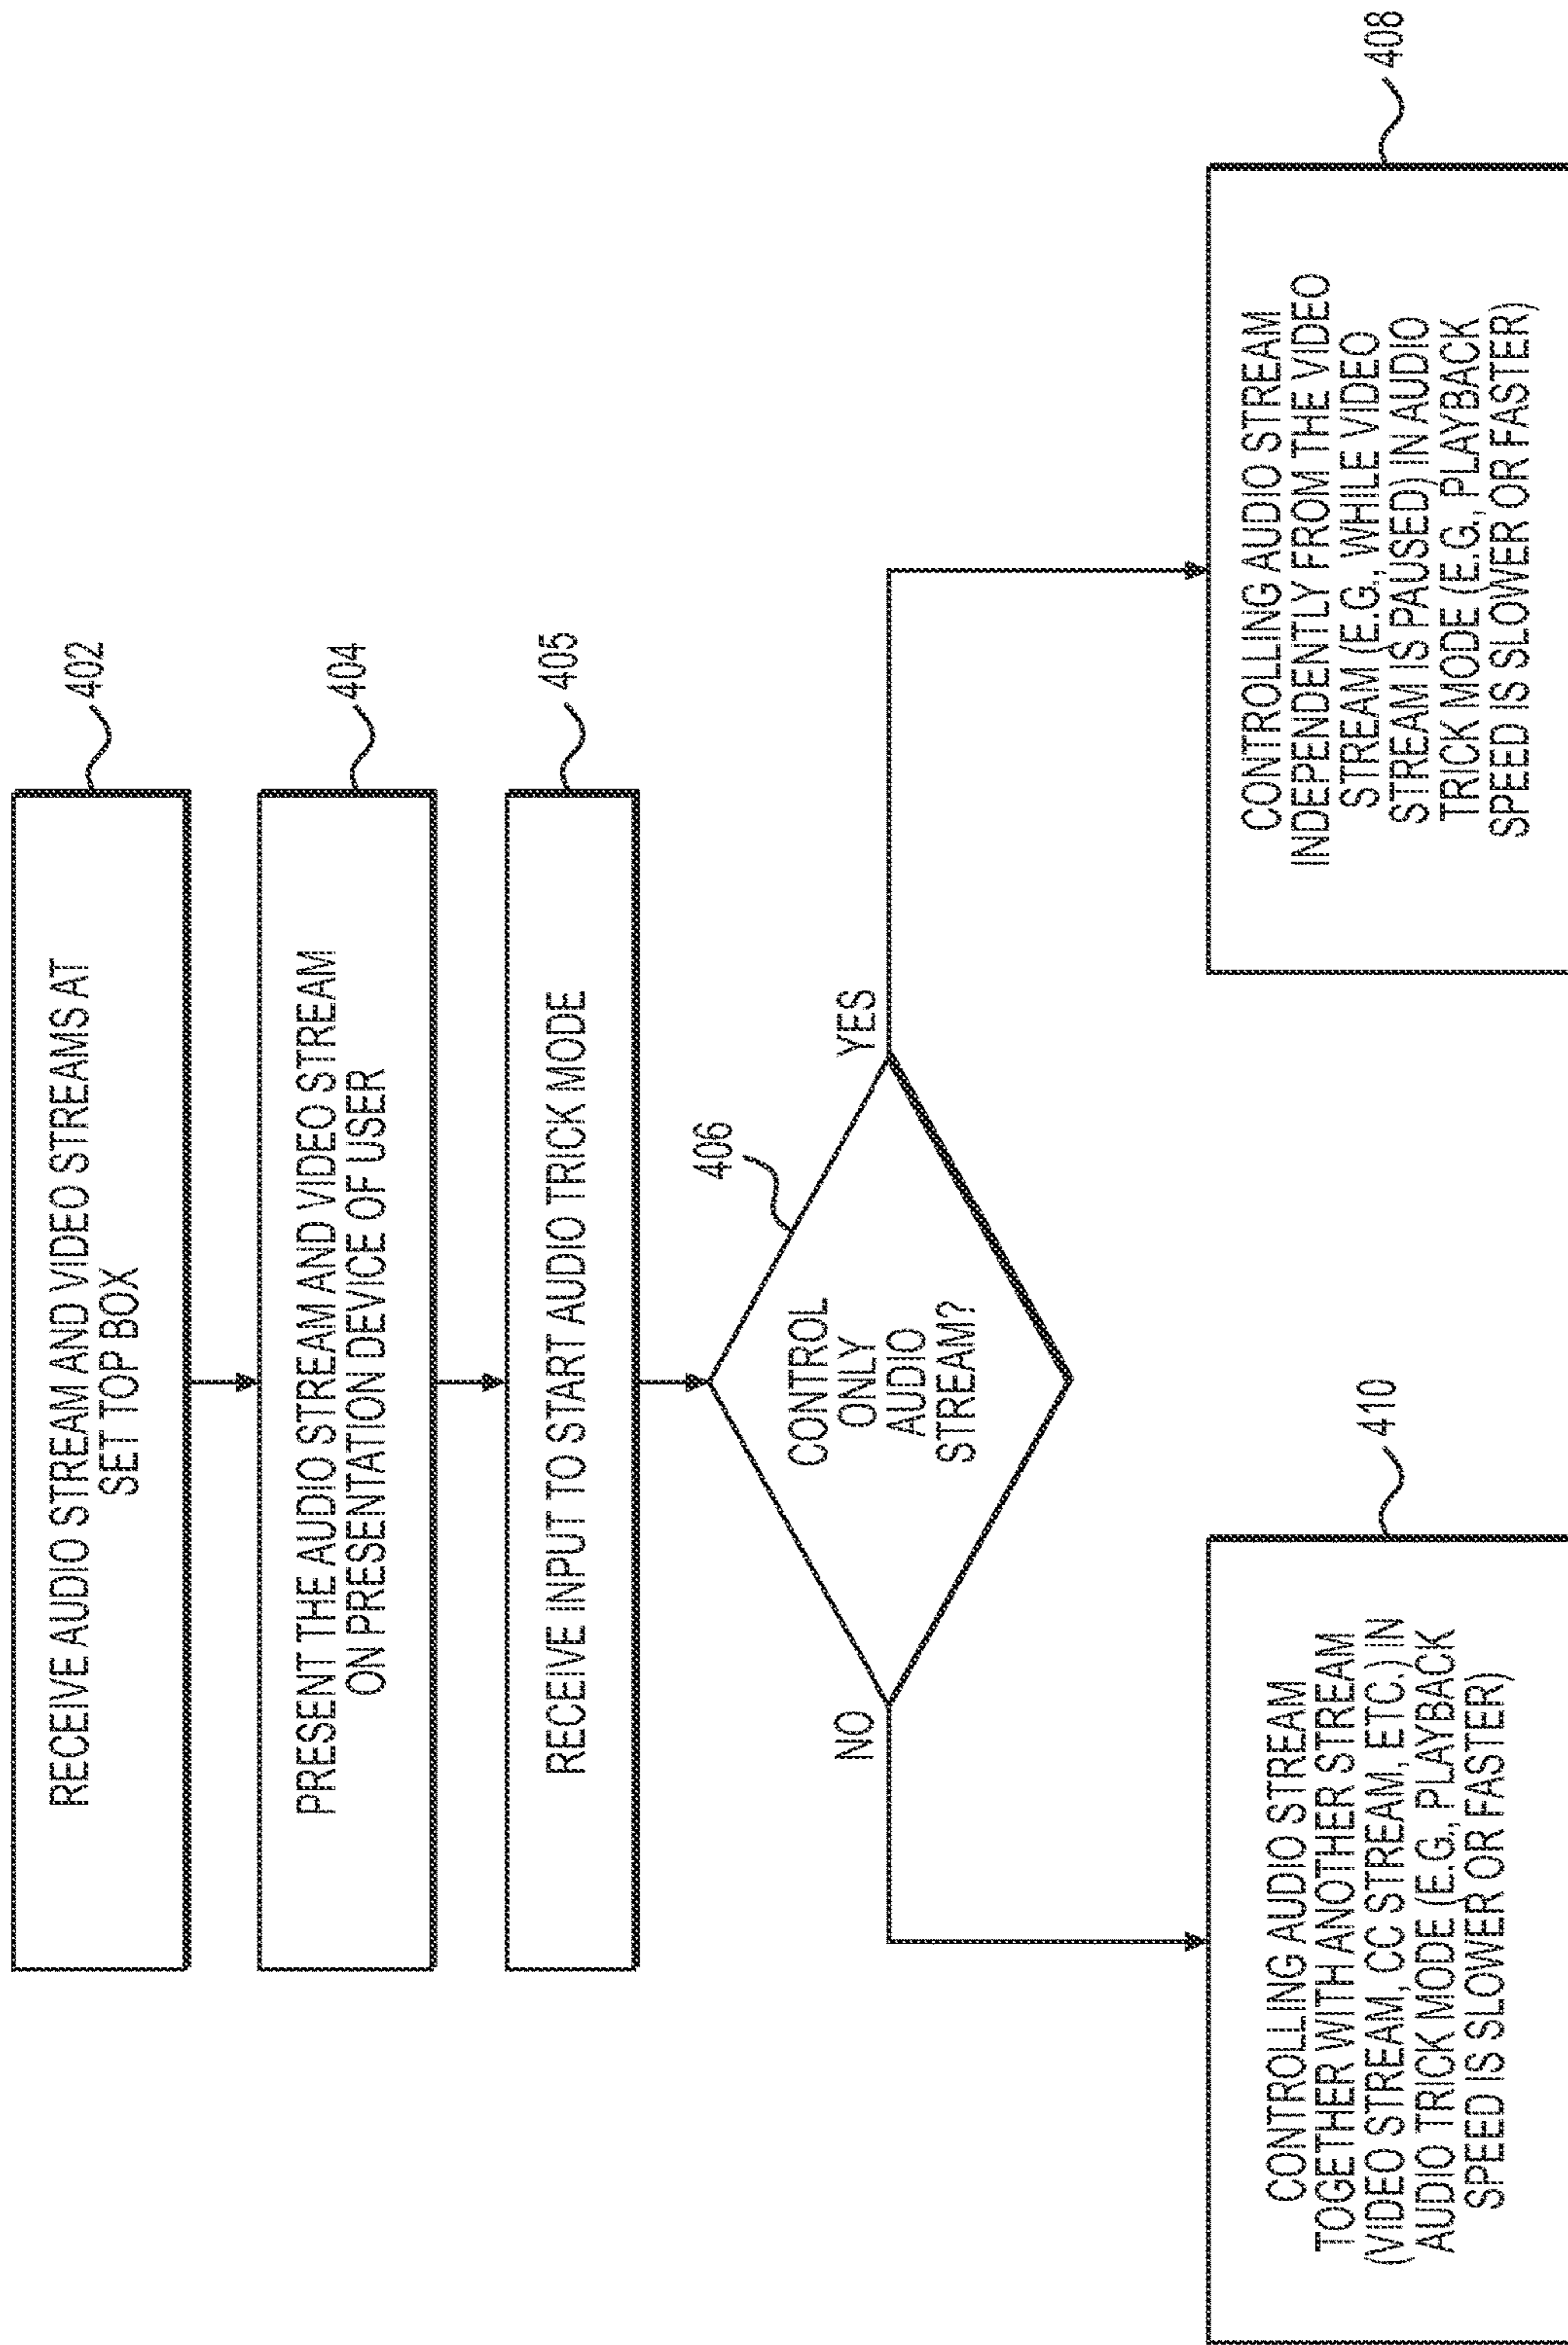 RECEIVE AUDIO STREAM AND VIDEO STREAMS AT
SET TOP BOX
402
PRESENT THE AUDIO STREAM AND VIDEO STREAM
ON PRESENTATION DEVICE OF USER
404
RECEIVE INPUT TO START AUDIO TRICK MODE
405
406
CONTROL
ONLY
AUDIO
STREAM?
NO
YES
CONTROLLING AUDIO STREAM
TOGETHER WITH ANOTHER STREAM
(VIDEO STREAM, CC STREAM, ETC.) IN
AUDIO TRICK MODE (E.G., PLAYBACK
SPEED IS SLOWER OR FASTER)
410
CONTROLLING AUDIO STREAM
INDEPENDENTLY FROM THE VIDEO
STREAM (E.G., WHILE VIDEO
STREAM IS PAUSED) IN AUDIO
TRICK MODE (E.G., PLAYBACK
SPEED IS SLOWER OR FASTER)
408